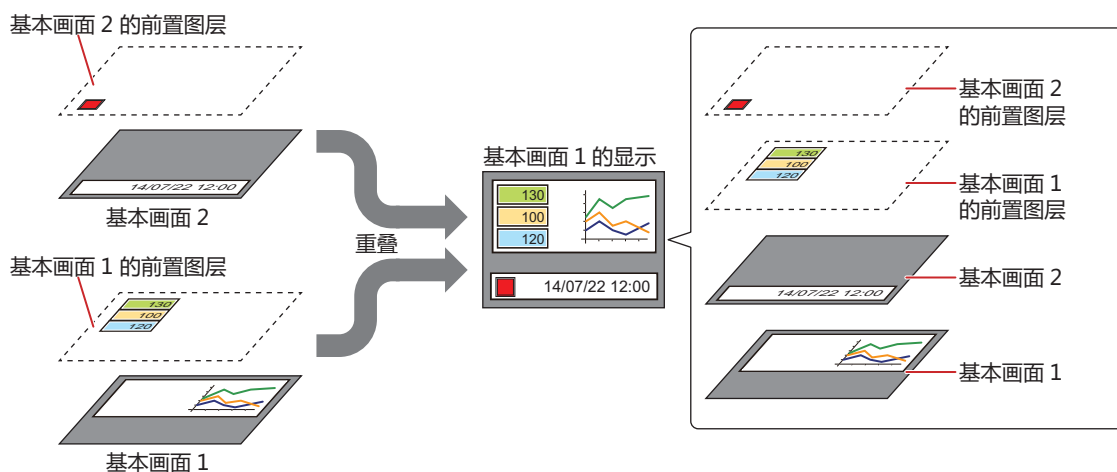 基本画面 2 的前置图层
14/07/22 12:00
基本画面 2
基本画面 1 的前置图层
130
100
120
基本画面 1
重叠
基本画面 1 的显示
130
100
120
14/07/22 12:00
基本画面 2
的前置图层
130
100
120
基本画面 1
的前置图层
14/07/22 12:00
基本画面 2
基本画面 1